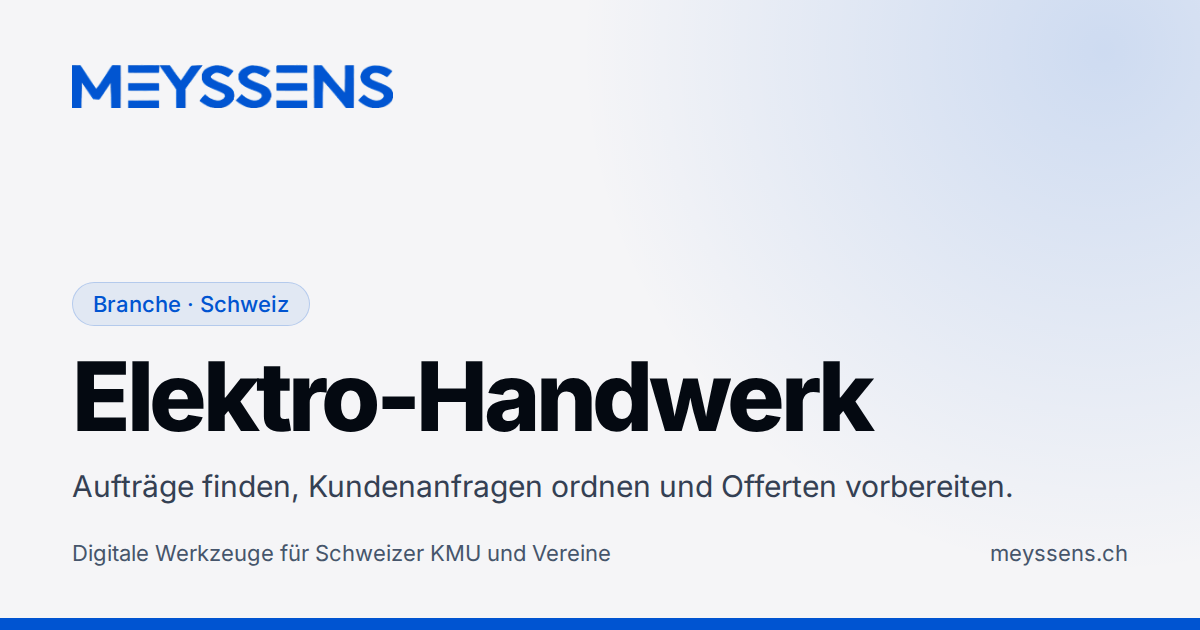 MEYSSENS
Branche · Schweiz
Elektro-Handwerk
Aufträge finden, Kundenanfragen ordnen und Offerten vorbereiten.
Digitale Werkzeuge für Schweizer KMU und Vereine
meyssens.ch